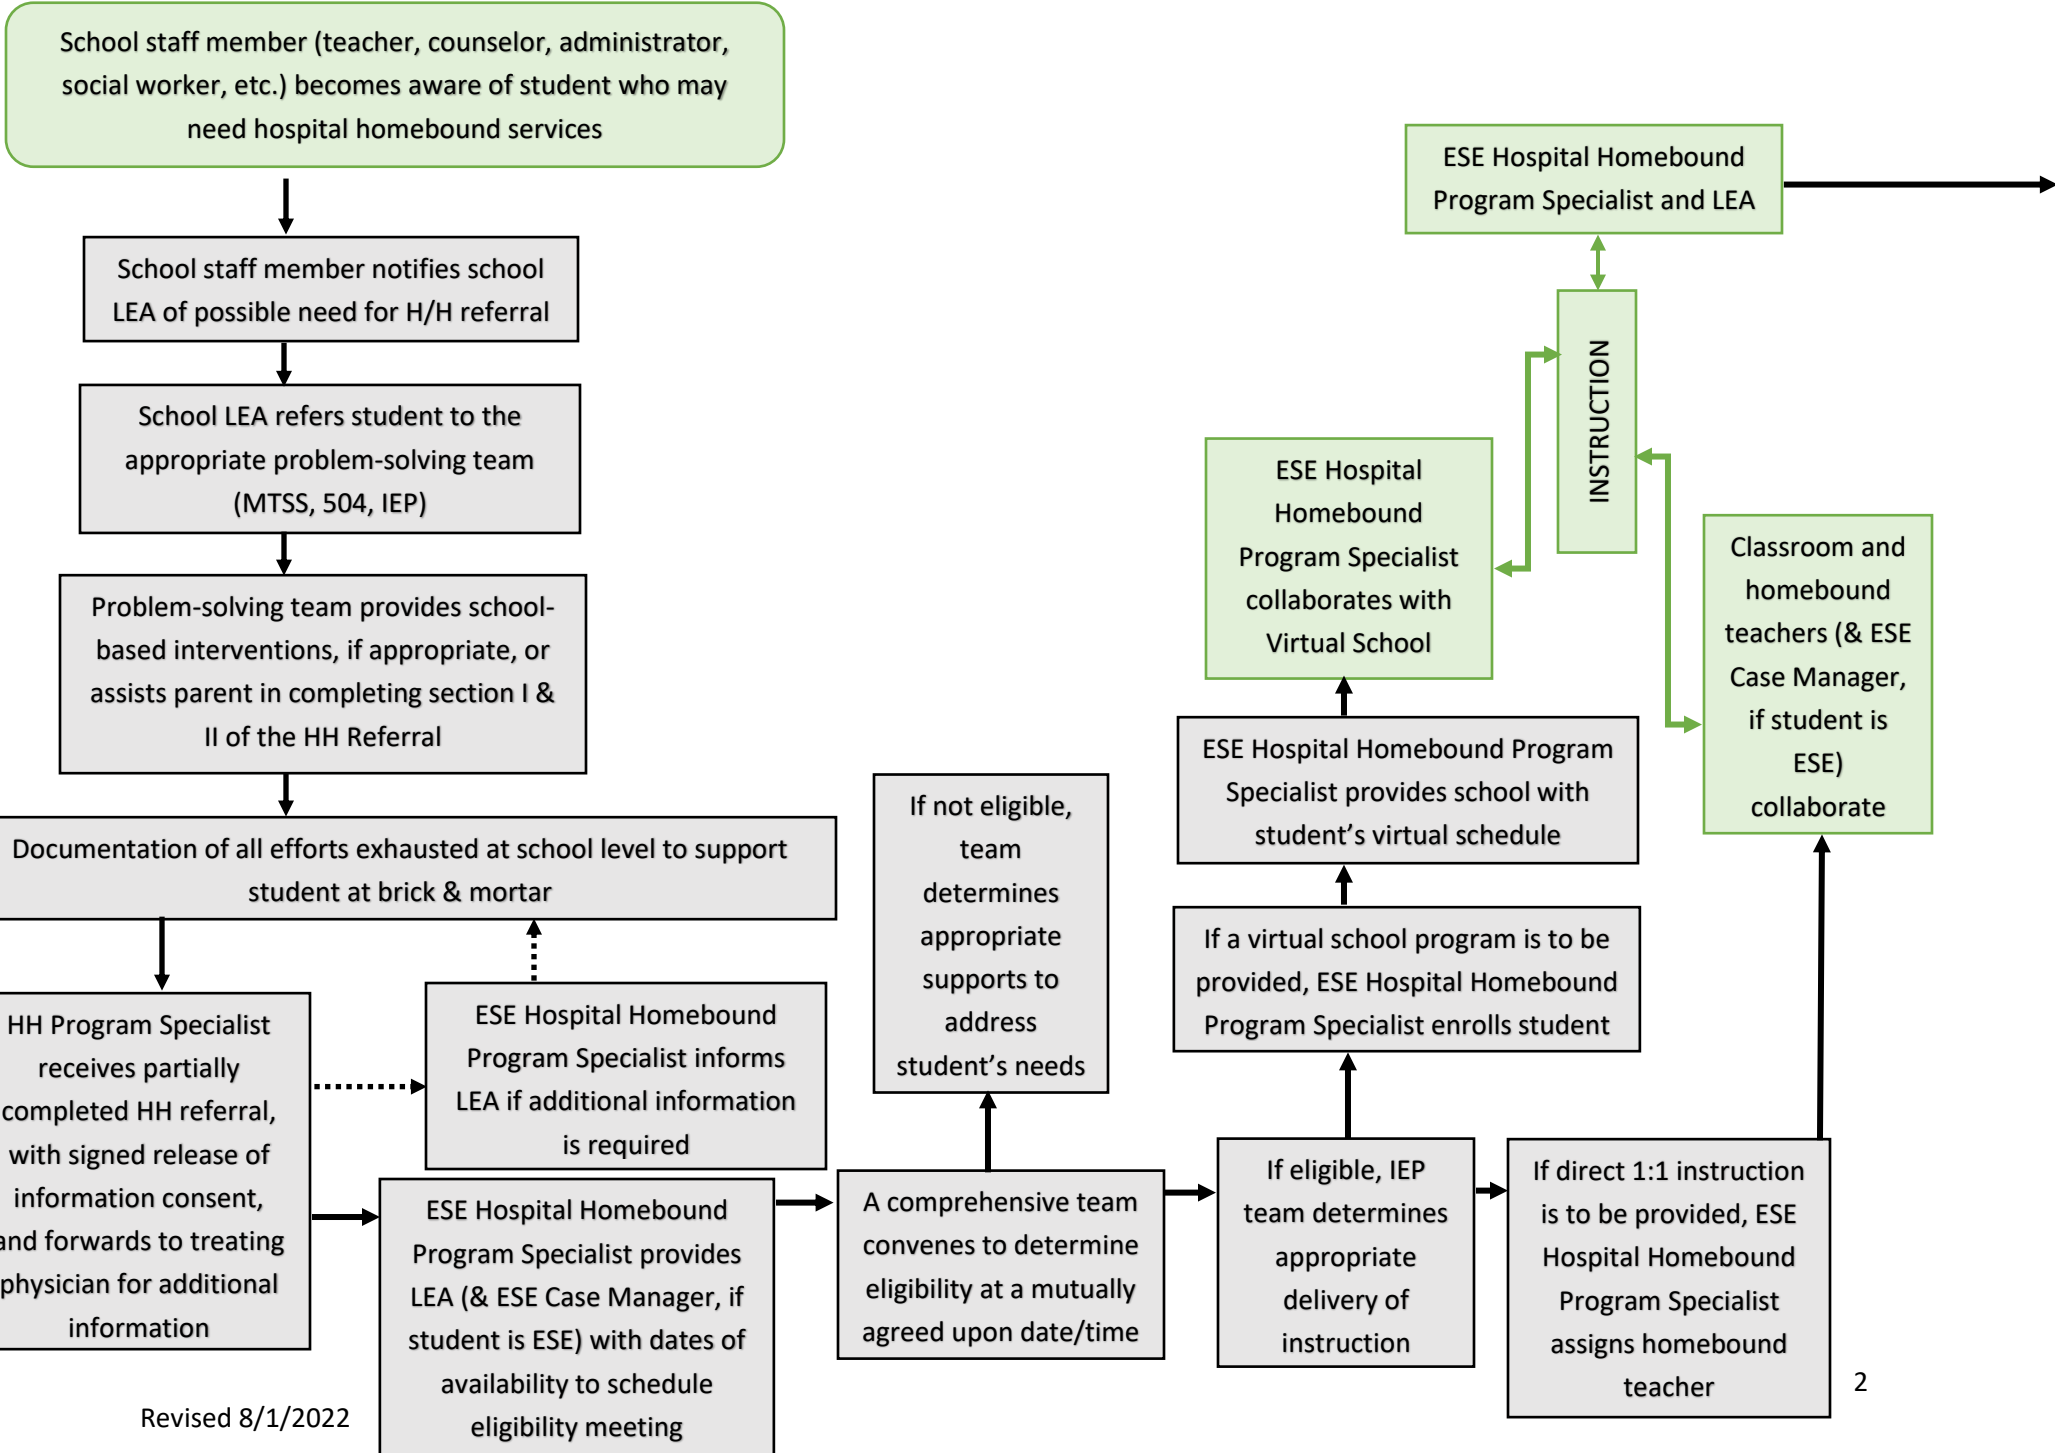 School staff member (teacher, counselor, administrator,
social worker, etc.) becomes aware of student who may
need hospital homebound services
School staff member notifies school
LEA of possible need for H/H referral
School LEA refers student to the
appropriate problem-solving team
(MTSS, 504, IEP)
Problem-solving team provides school-
based interventions, if appropriate, or
assists parent in completing section I &
II of the HH Referral
Documentation of all efforts exhausted at school level to support
student at brick & mortar
HH Program Specialist
receives partially
completed HH referral,
with signed release of
information consent,
and forwards to treating
physician for additional
information
ESE Hospital Homebound
Program Specialist informs
LEA if additional information
is required
ESE Hospital Homebound
Program Specialist provides
LEA (& ESE Case Manager, if
student is ESE) with dates of
availability to schedule
eligibility meeting
A comprehensive team
convenes to determine
eligibility at a mutually
agreed upon date/time
If not eligible,
team
determines
appropriate
supports to
address
student’s needs
If eligible, IEP
team determines
appropriate
delivery of
instruction
If a virtual school program is to be
provided, ESE Hospital Homebound
Program Specialist enrolls student
ESE Hospital Homebound Program
Specialist provides school with
student’s virtual schedule
ESE Hospital
Homebound
Program Specialist
collaborates with
Virtual School
If direct 1:1 instruction
is to be provided, ESE
Hospital Homebound
Program Specialist
assigns homebound
teacher
Classroom and
homebound
teachers (& ESE
Case Manager,
if student is
ESE)
collaborate
INSTRUCTION
ESE Hospital Homebound
Program Specialist and LEA
Revised 8/1/2022
2